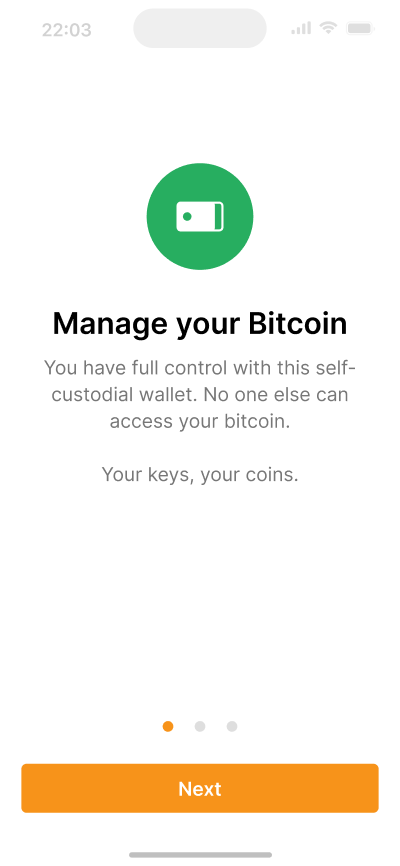 22:03
Manage your Bitcoin
You have full control with this self-
custodial wallet. No one else can
access your bitcoin.
Your keys, your coins.
Next